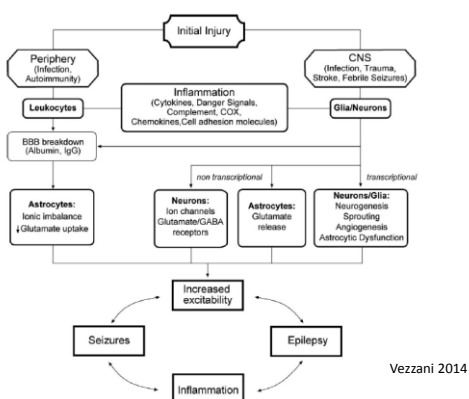 Initial Injury
Periphery
(Infection,
Autoimmunity)
CNS
(Infection, Trauma,
Stroke, Febrile Seizures)
Inflammation
(Cytokines, Danger Signals,
Complement, COX,
Chemokines,Cell adhesion molecules)
Leukocytes
Glia/Neurons
BBB breakdown
(Albumin, IgG)
non transcriptional
transcriptional
Astrocytes:
Ionic imbalance
↓Glutamate uptake
Neurons:
Ion channels
Glutamate/GABA
receptors
Astrocytes:
Glutamate
release
Neurons/Glia:
Neurogenesis
Sprouting
Angiogenesis
Astrocytic Dysfunction
Increased
excitability
Seizures
Epilepsy
Inflammation
Vezzani 2014